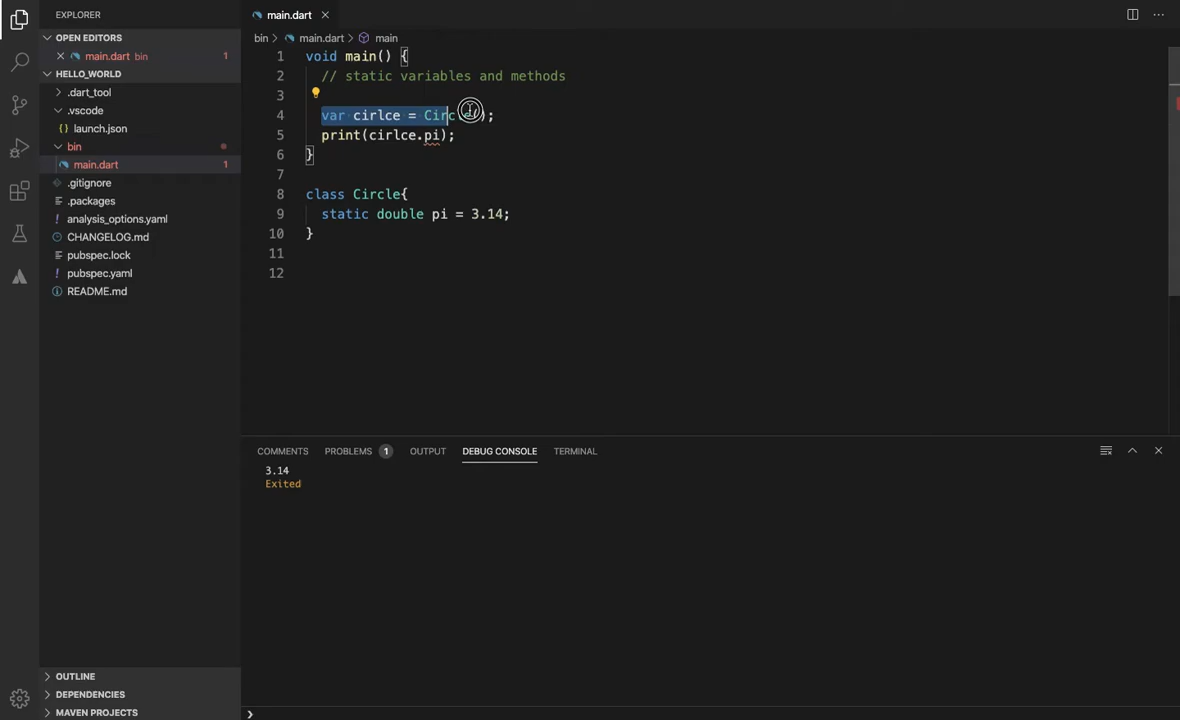 EXPLORER
main.dart
OPEN EDITORS
main.dart bin 1
HELLO_WORLD
.dart_tool
.vscode
launch.json
bin
main.dart 1
.gitignore
.packages
analysis_options.yaml
CHANGELOG.md
pubspec.lock
pubspec.yaml
README.md
OUTLINE
DEPENDENCIES
MAVEN PROJECTS
bin > main.dart > main
1 void main() {
2 // static variables and methods
3
4 var cirlce = Circle();
5 print(cirlce.pi);
6 }
7
8 class Circle{
9 static double pi = 3.14;
10 }
11
12
COMMENTS PROBLEMS 1 OUTPUT DEBUG CONSOLE TERMINAL
3.14
Exited